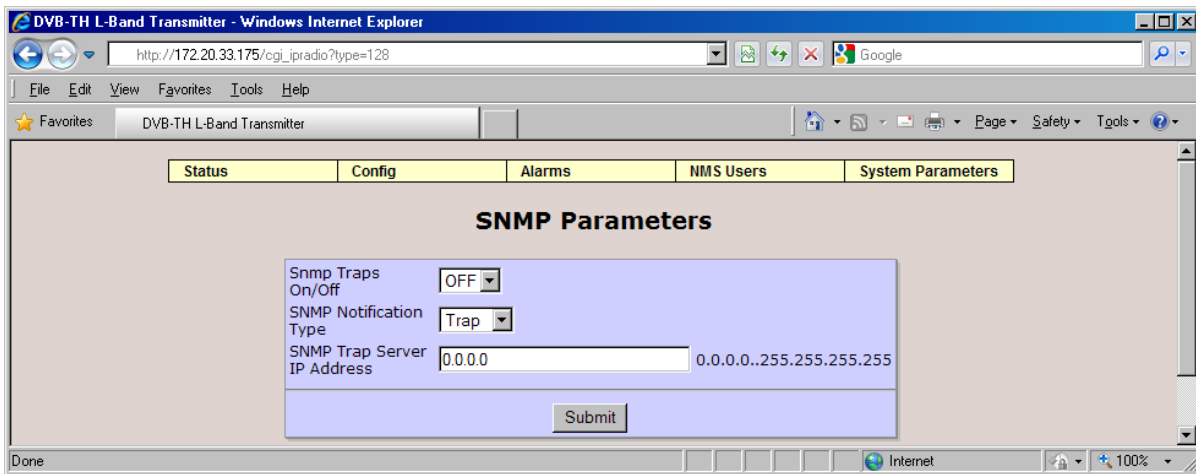 DVB-TH L-Band Transmitter - Windows Internet Explorer
http://172.20.33.175/cgi_ipradio?type=128
Google
File Edit View Favorites Tools Help
Favorites DVB-TH L-Band Transmitter Page Safety Tools
Status Config Alarms NMS Users System Parameters
SNMP Parameters
Snmp Traps
On/Off
OFF
SNMP Notification
Type
Trap
SNMP Trap Server
IP Address
0.0.0.0
0.0.0.0..255.255.255.255
Submit
Done Internet 100%